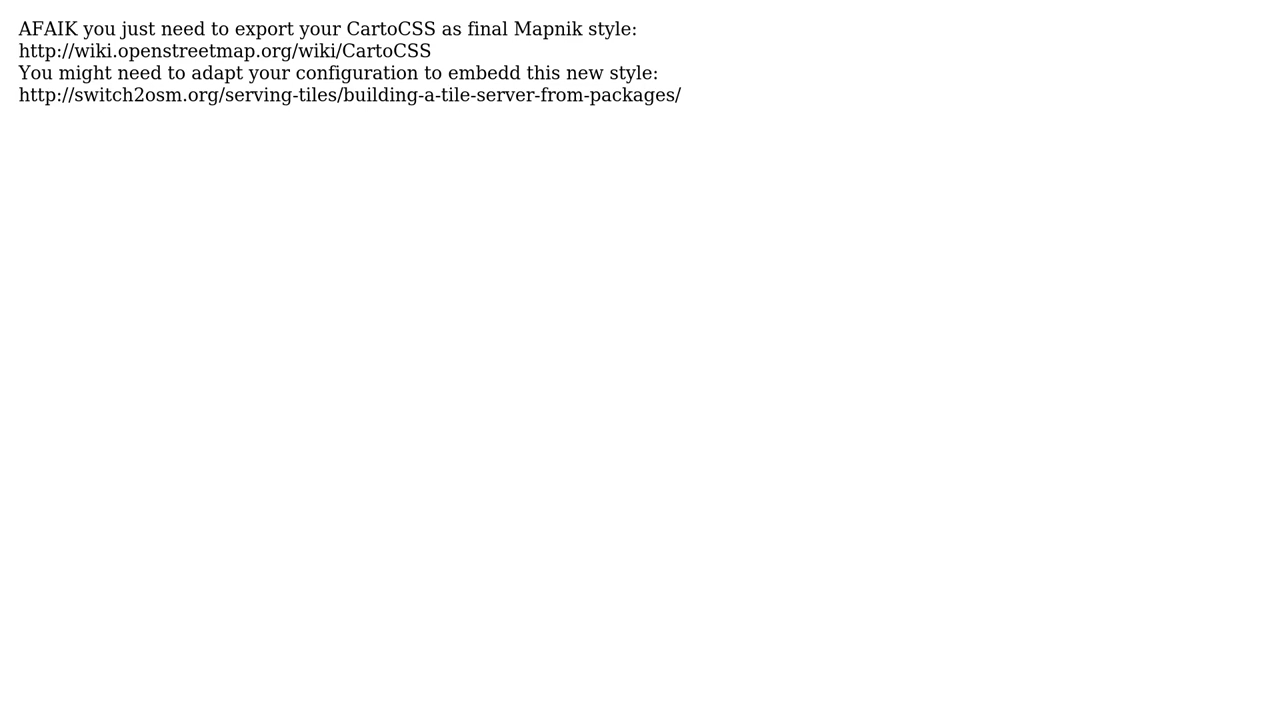 AFAIK you just need to export your CartoCSS as final Mapnik style:
http://wiki.openstreetmap.org/wiki/CartoCSS
You might need to adapt your configuration to embedd this new style:
http://switch2osm.org/serving-tiles/building-a-tile-server-from-packages/